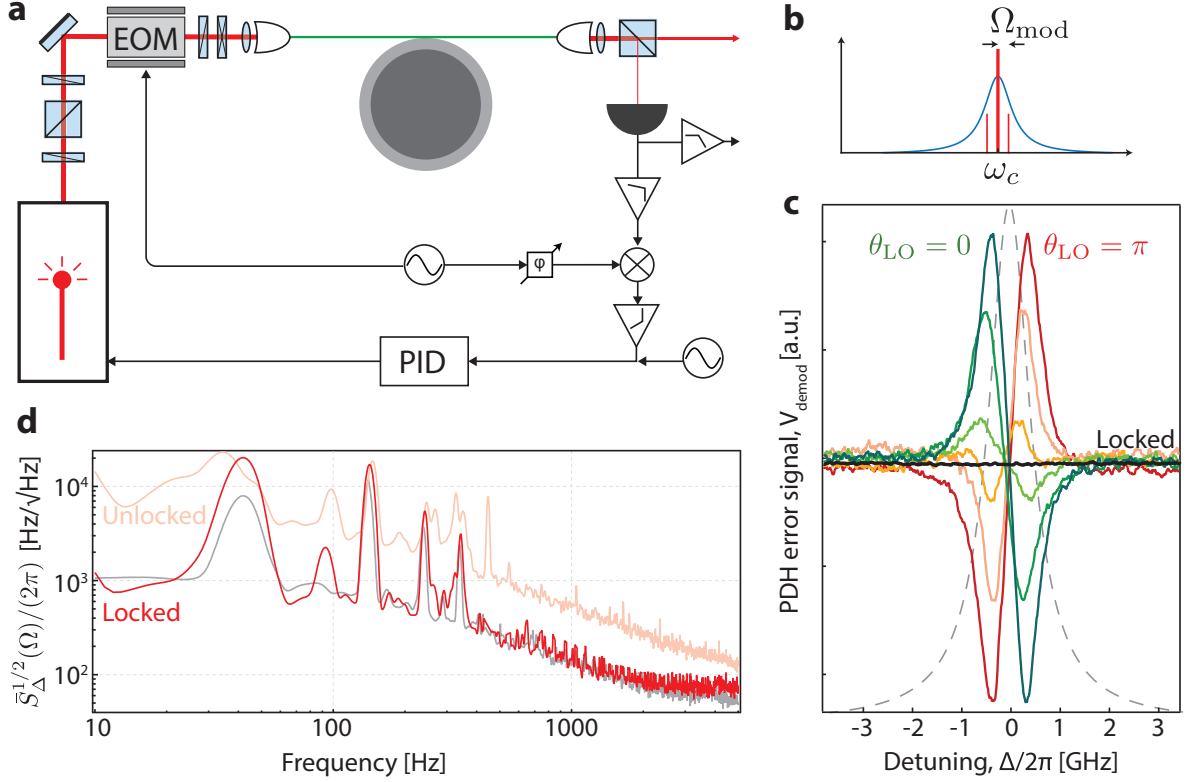 a
EOM
φ
PID
b
Ω_mod
ω_c
c
θ_LO = 0
θ_LO = π
Locked
PDH error signal, V_demod [a.u.]
-3 -2 -1 0 1 2 3
Detuning, Δ/2π [GHz]
d
S̄_Δ^{1/2}(Ω)/(2π) [Hz/√Hz]
10^4
10^3
10^2
Unlocked
Locked
10 100 1000
Frequency [Hz]